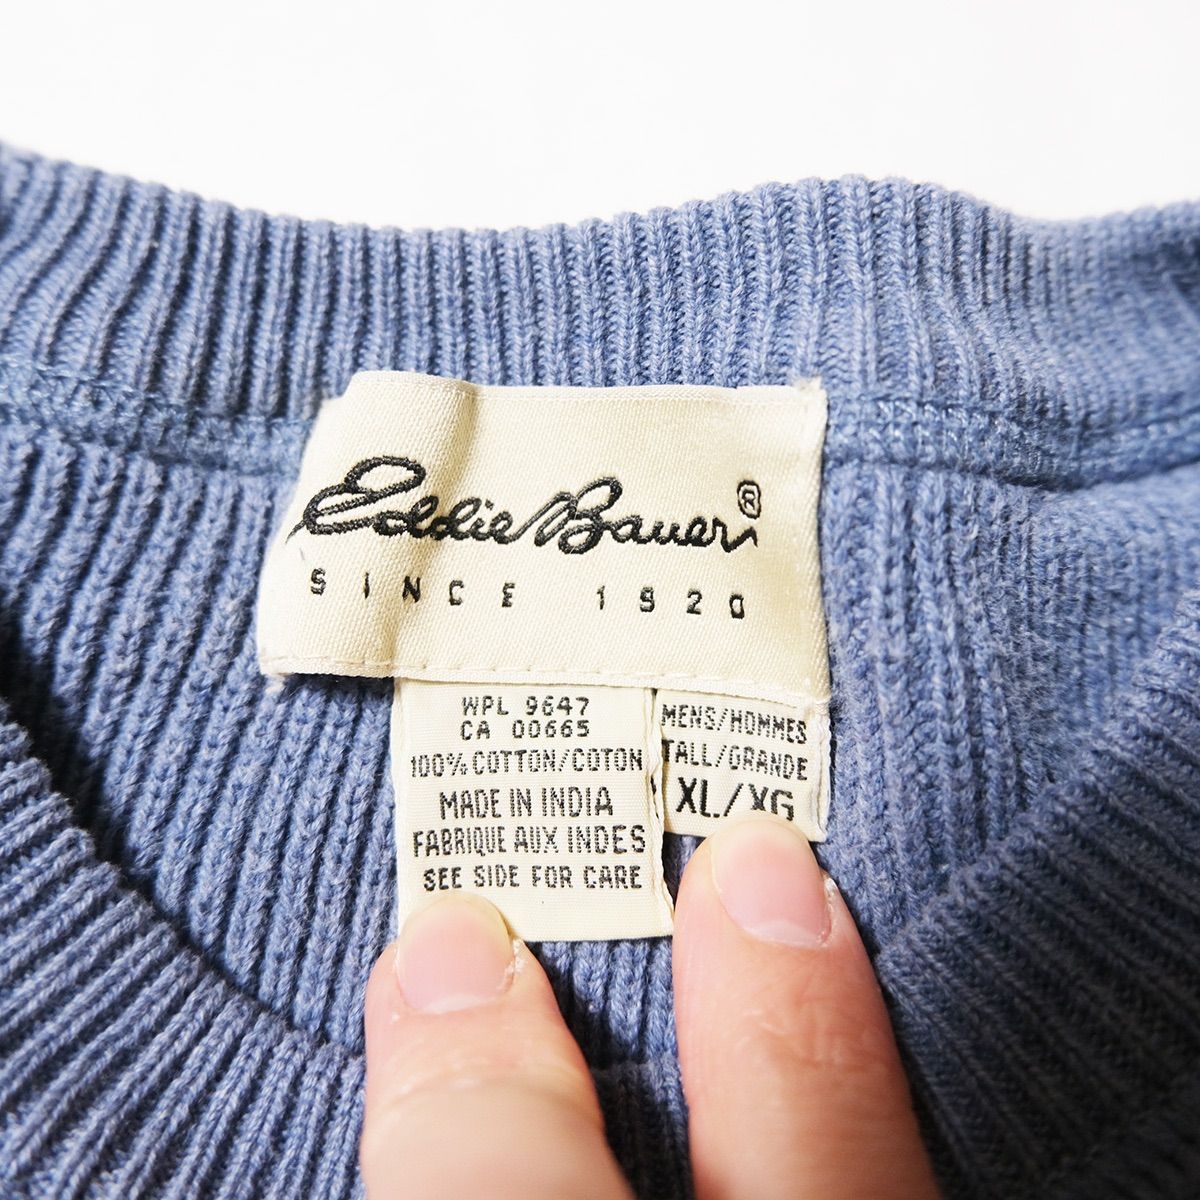 Eddie Bauer®
SINCE 1920
WPL 9647
CA 00665
100% COTTON/COTON
MADE IN INDIA
FABRIQUE AUX INDES
SEE SIDE FOR CARE
MENS/HOMMES
TALL/GRANDE
XL/XG